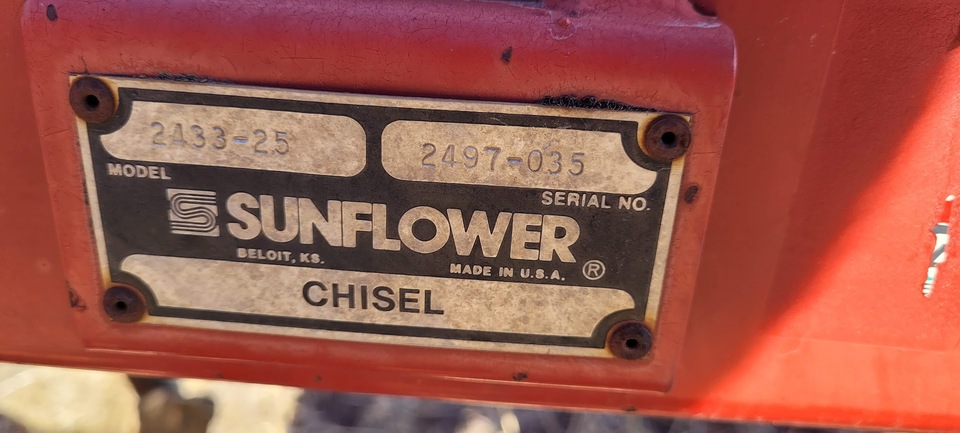 2433-25 2497-035
MODEL SERIAL NO.
SUNFLOWER
BELOIT, KS. MADE IN U.S.A. ®
CHISEL